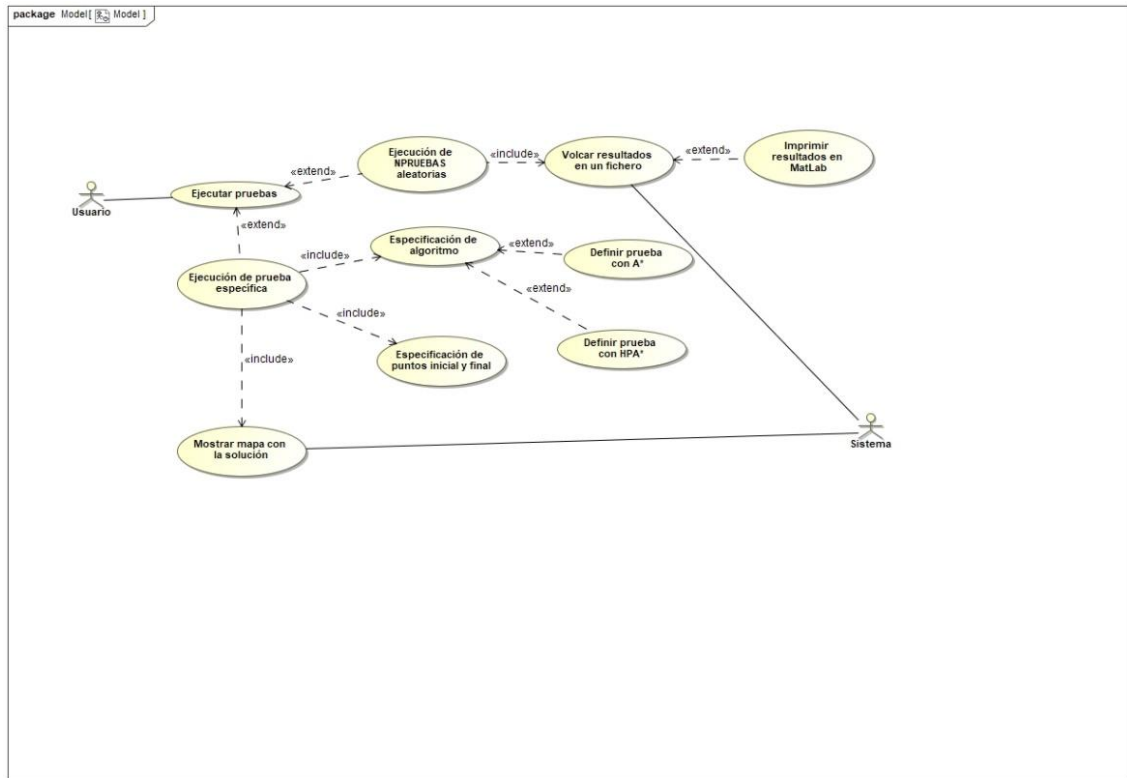 package Model[ Model ]
Ejecución de
NPRUEBAS
aleatorias
«include»
Volcar resultados
en un fichero
«extend»
Imprimir
resultados en
MatLab
«extend»
Usuario
Ejecutar pruebas
«extend»
Especificación de
algoritmo
«extend»
Definir prueba
con A*
«include»
Ejecución de prueba
específica
«extend»
«include»
Definir prueba
con HPA*
Especificación de
puntos inicial y final
«include»
Mostrar mapa con
la solución
Sistema